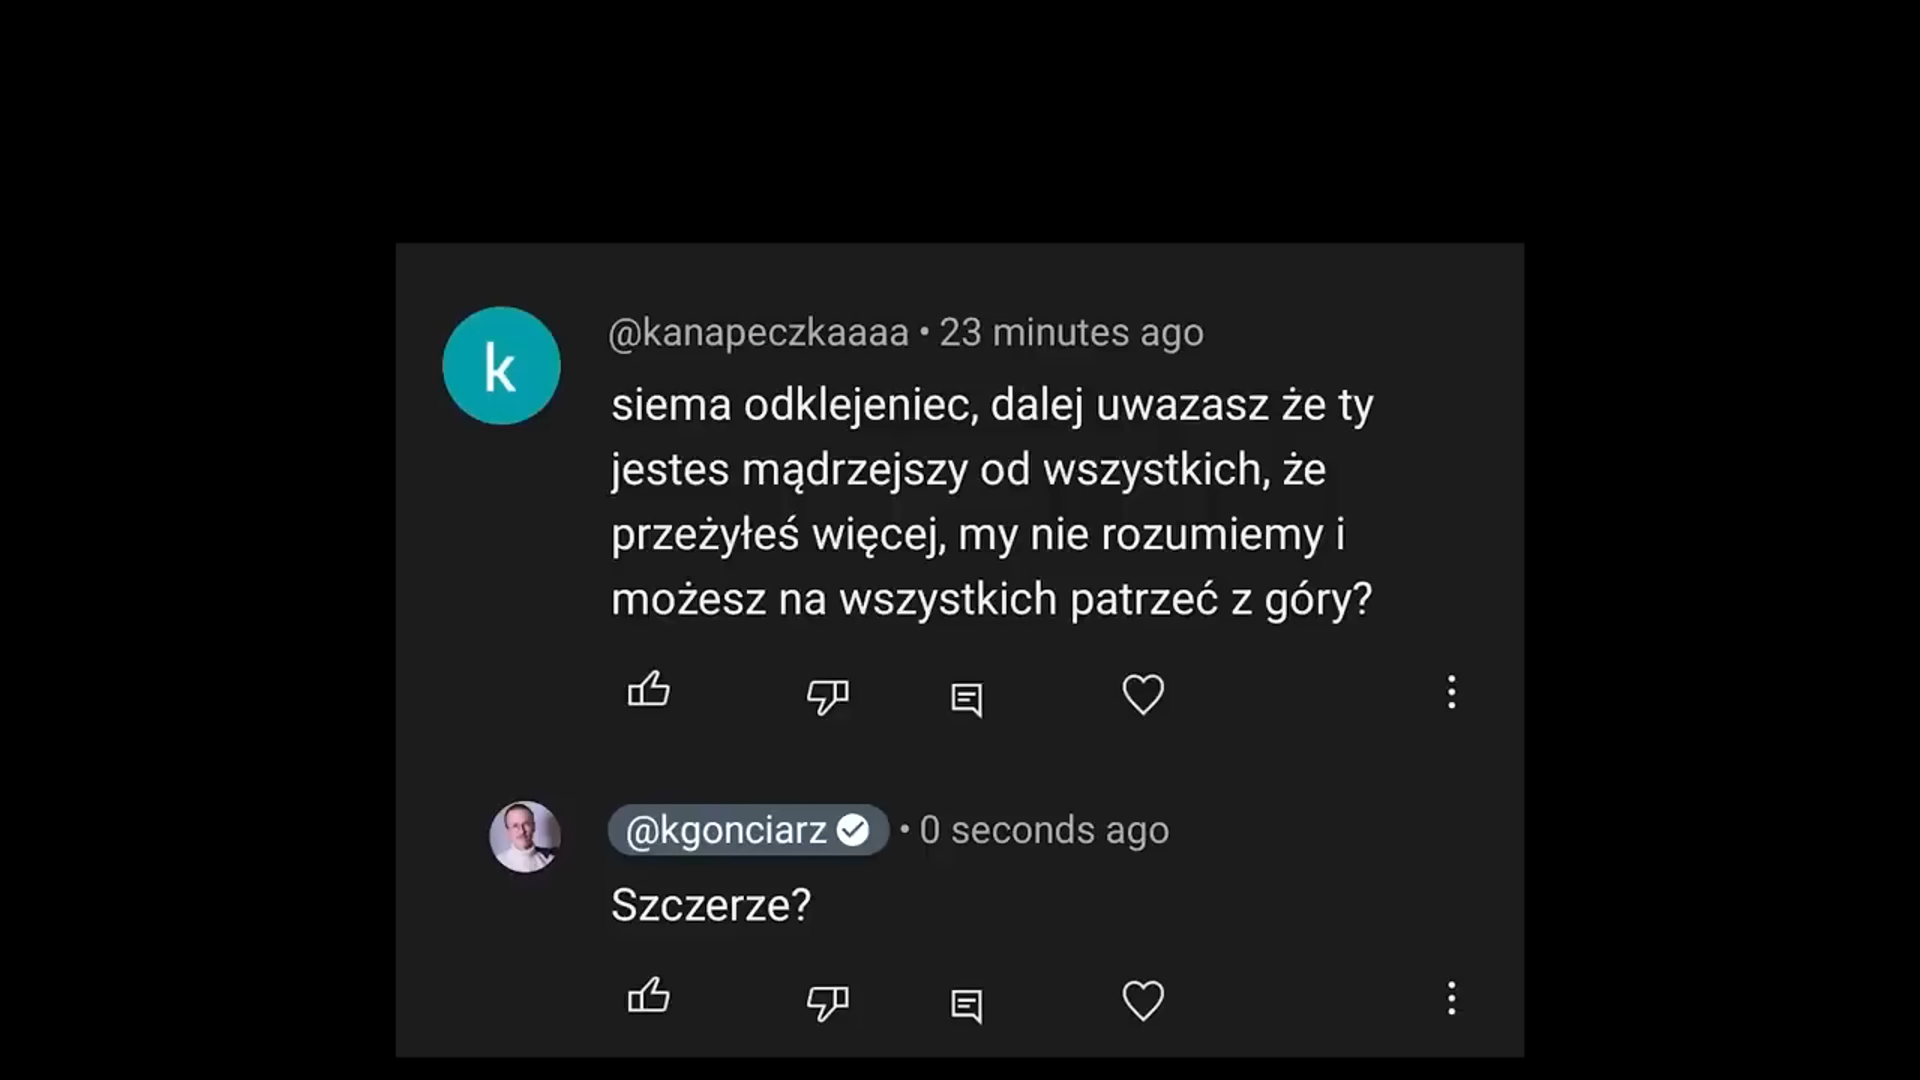 k
@kanapeczkaaaa • 23 minutes ago
siema odklejeniec, dalej uwazasz że ty
jestes mądrzejszy od wszystkich, że
przeżyłeś więcej, my nie rozumiemy i
możesz na wszystkich patrzeć z góry?
@kgonciarz • 0 seconds ago
Szczerze?